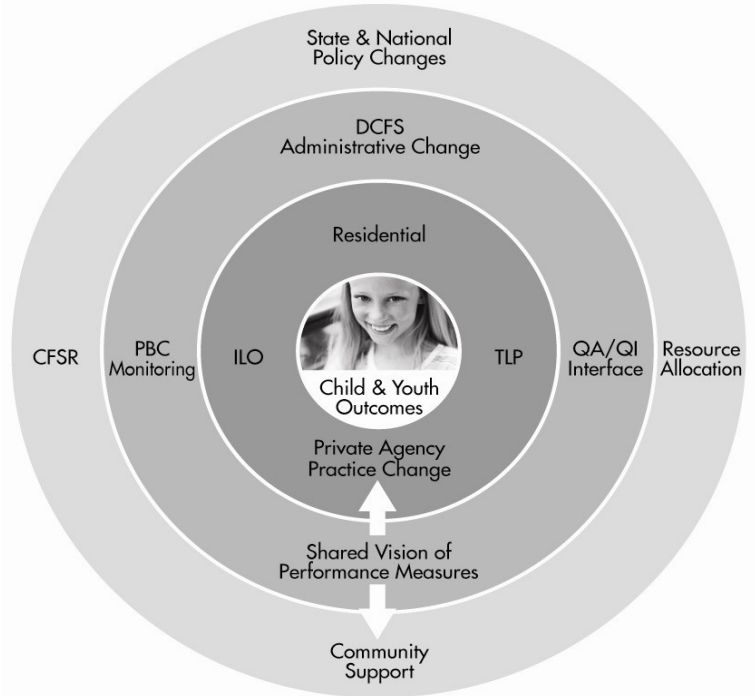 State & National
Policy Changes
DCFS
Administrative Change
Residential
CFSR
PBC
Monitoring
ILO
TLP
QA/QI
Interface
Resource
Allocation
Child & Youth
Outcomes
Private Agency
Practice Change
Shared Vision of
Performance Measures
Community
Support